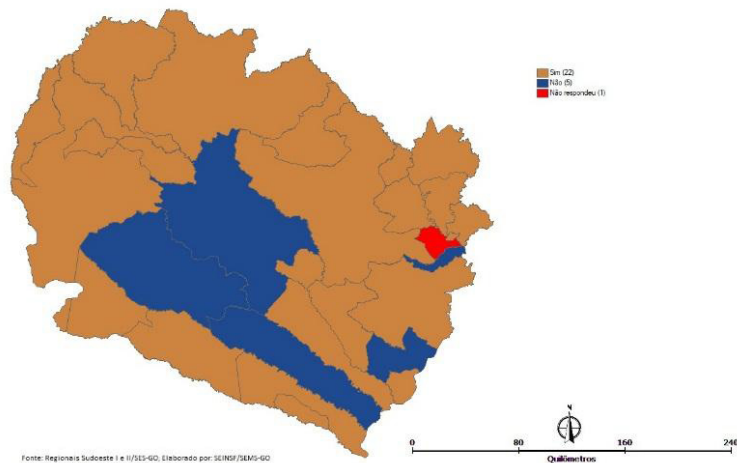 Sim (22)
Não (5)
Não respondeu (1)
N
0 80 160 240
Quilômetros
Fonte: Regionais Sudoeste I e II/SES-GO; Elaborado por: SEINSF/SEMS-GO